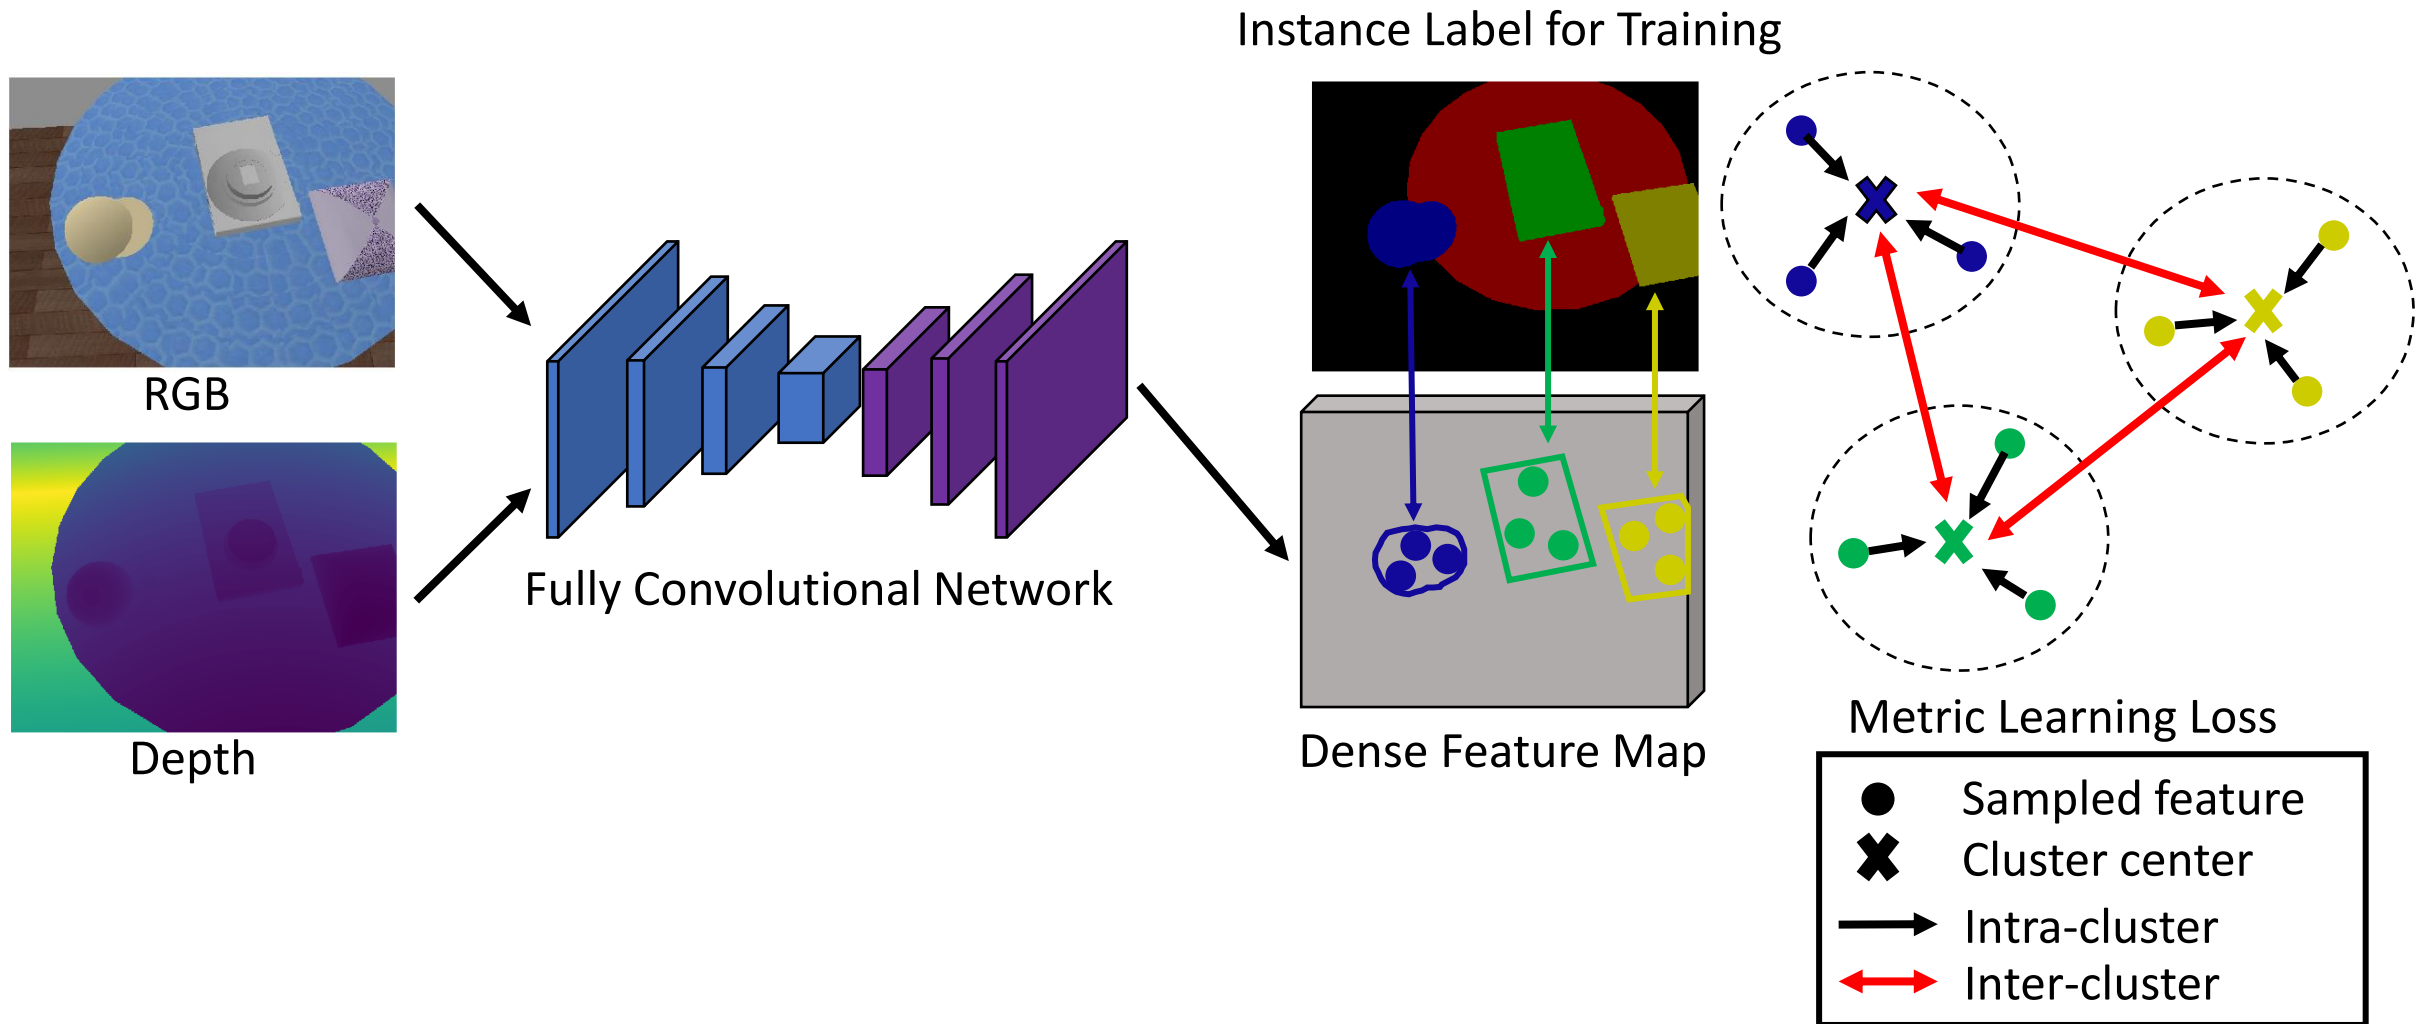 Instance Label for Training
RGB
Depth
Fully Convolutional Network
Dense Feature Map
Metric Learning Loss
Sampled feature
Cluster center
Intra-cluster
Inter-cluster